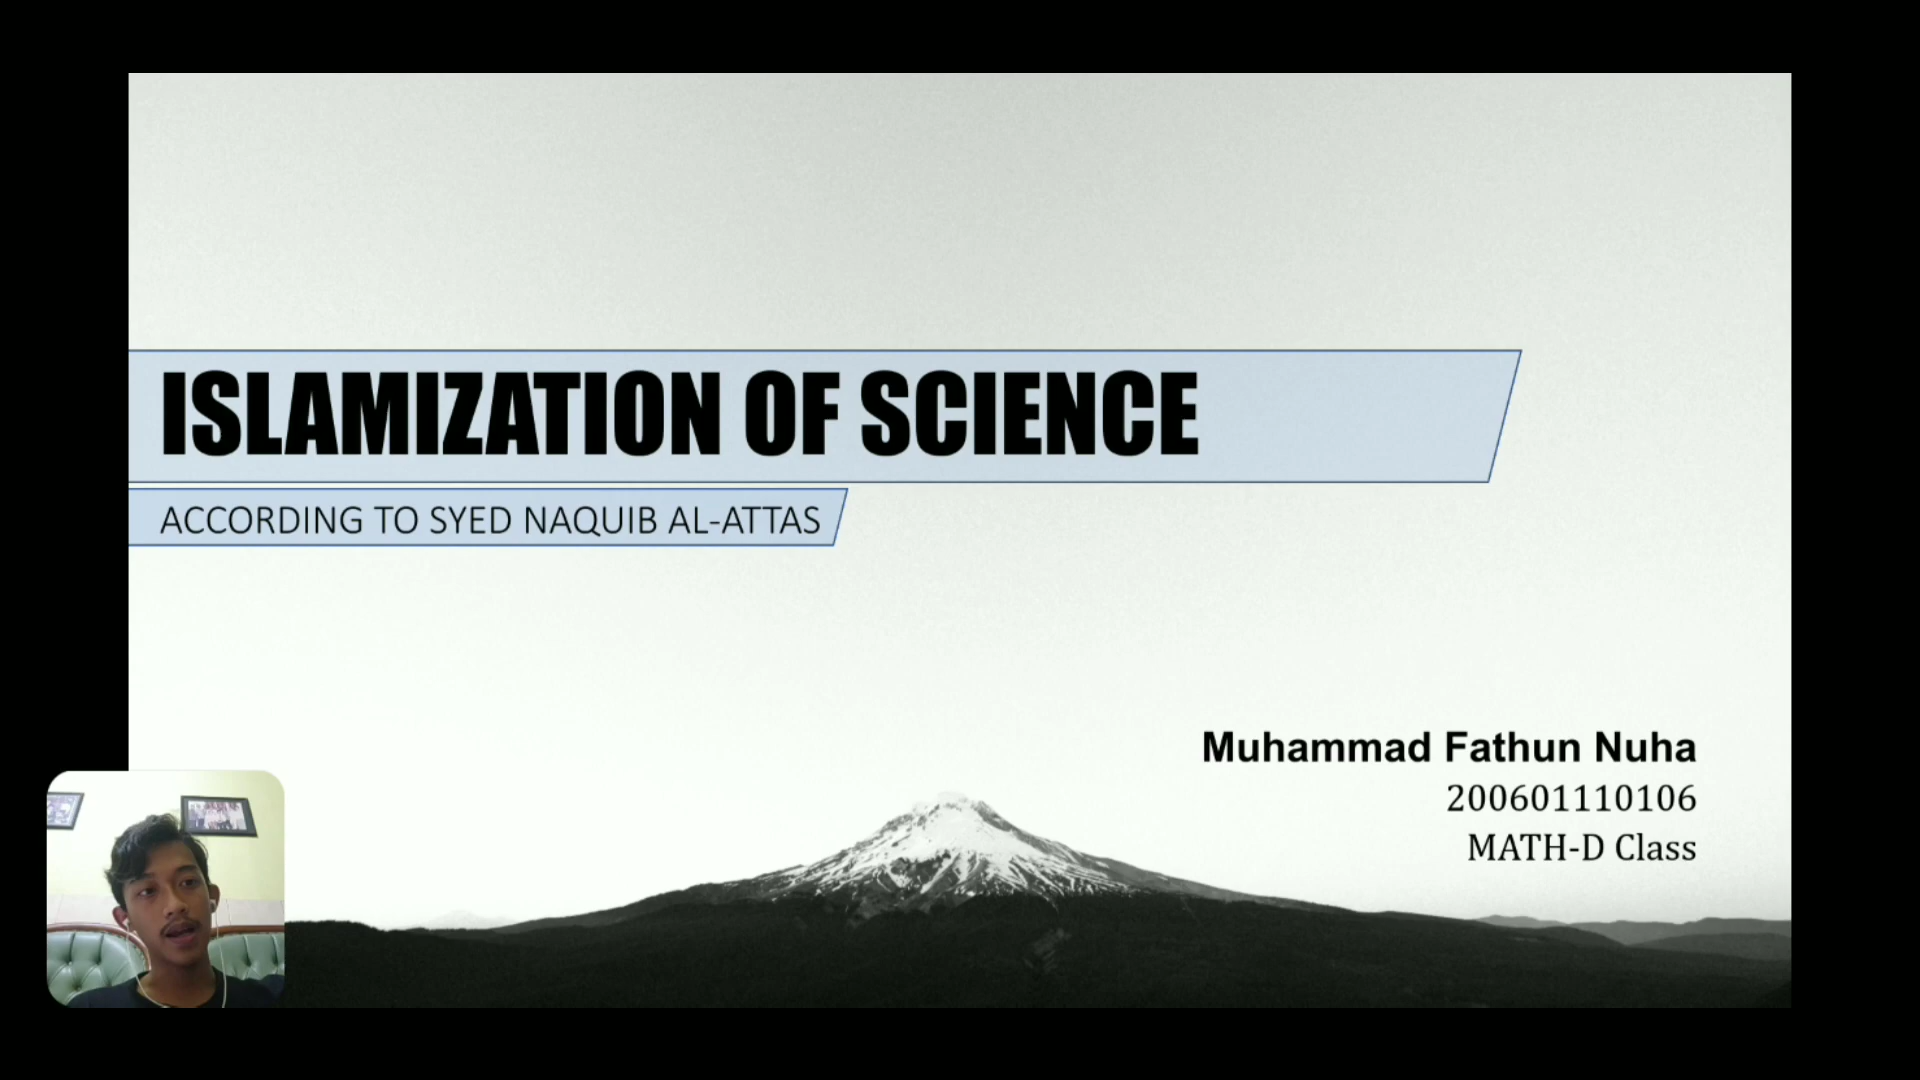 ISLAMIZATION OF SCIENCE
ACCORDING TO SYED NAQUIB AL-ATTAS
Muhammad Fathun Nuha
200601110106
MATH-D Class